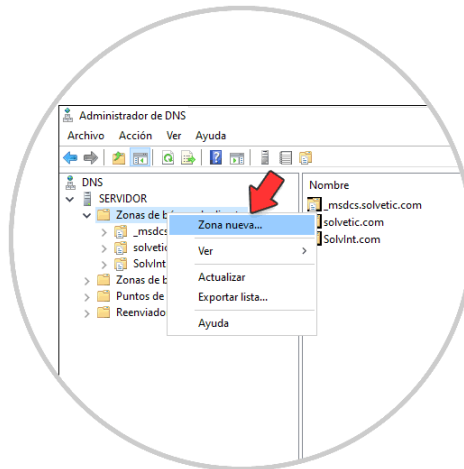 Administrador de DNS
Archivo Acción Ver Ayuda
DNS
SERVIDOR
Zonas de b
_msdcs
solvetic
SolvInt.com
Zonas de b
Puntos de
Reenviado
Zona nueva...
Ver
Actualizar
Exportar lista...
Ayuda
Nombre
_msdcs.solvetic.com
solvetic.com
SolvInt.com